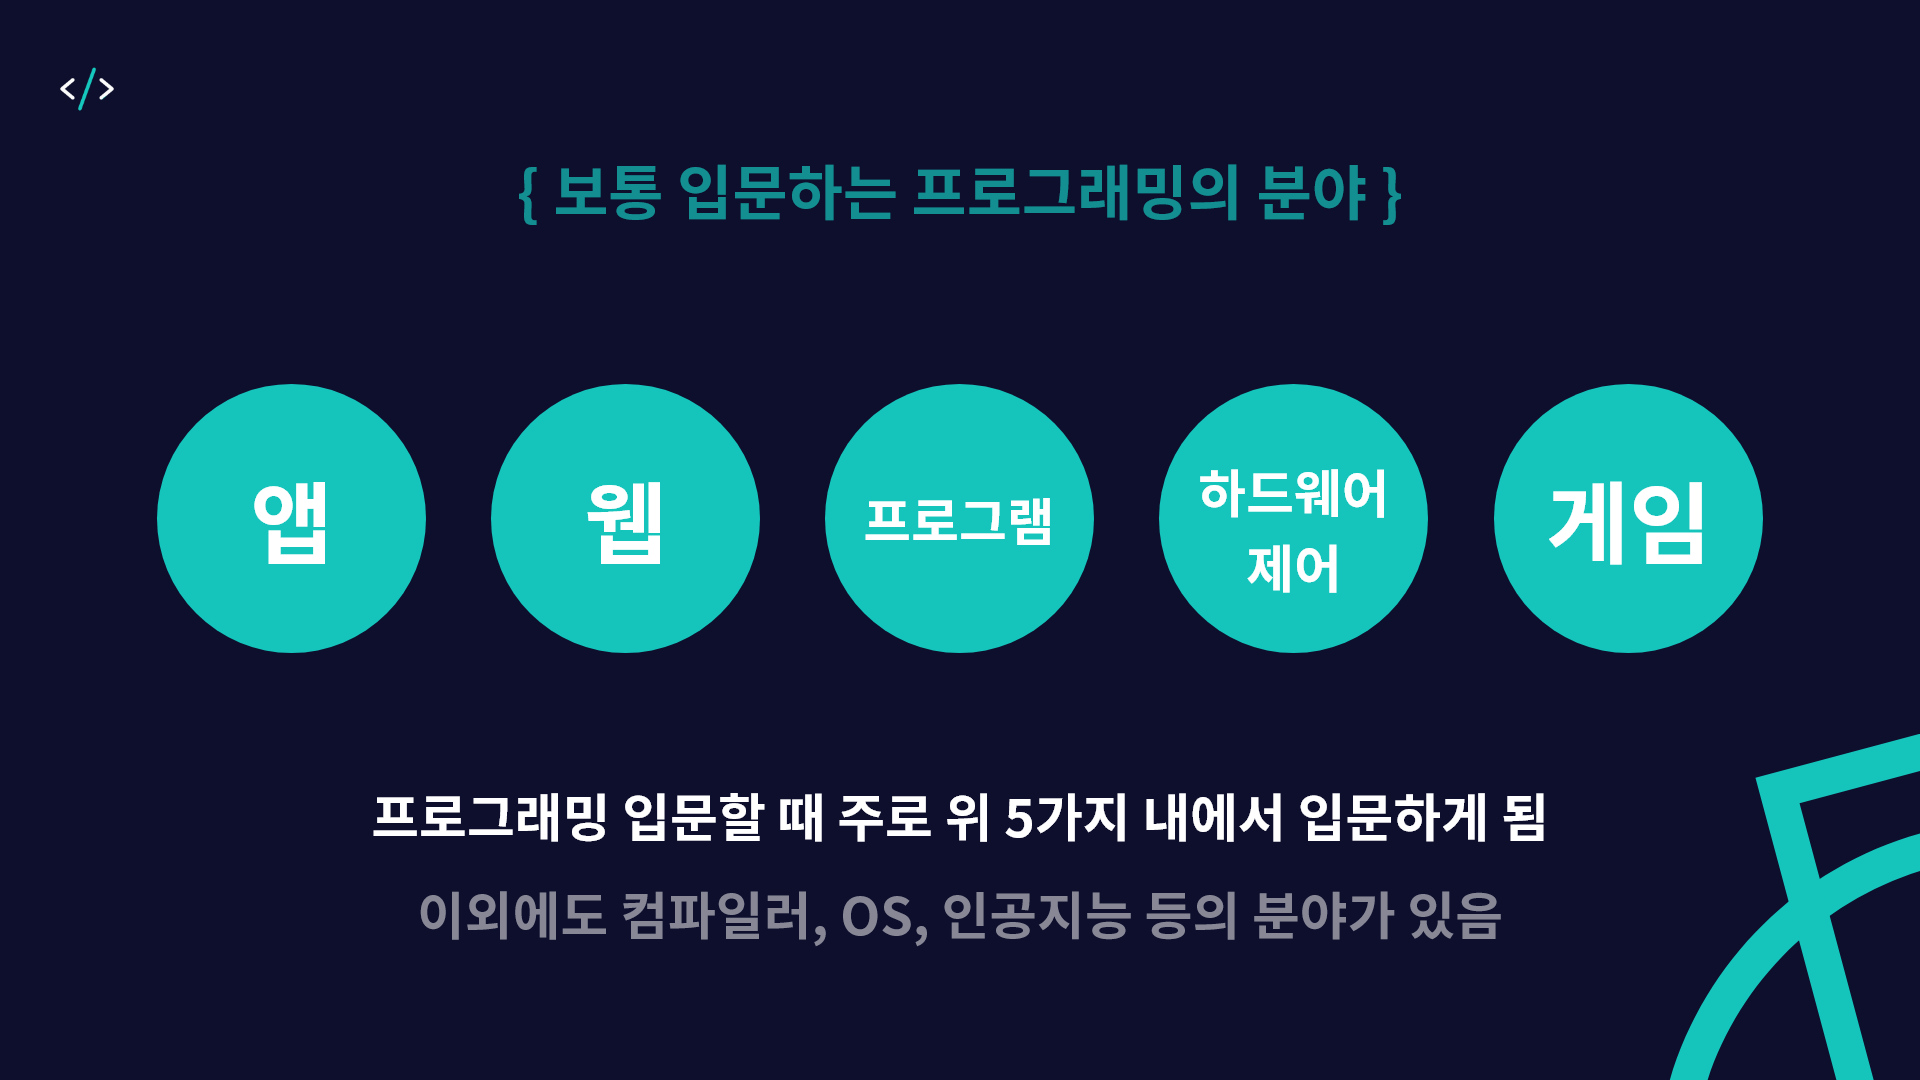 </>
{ 보통 입문하는 프로그래밍의 분야 }
앱
웹
프로그램
하드웨어
제어
게임
프로그래밍 입문할 때 주로 위 5가지 내에서 입문하게 됨
이외에도 컴파일러, OS, 인공지능 등의 분야가 있음